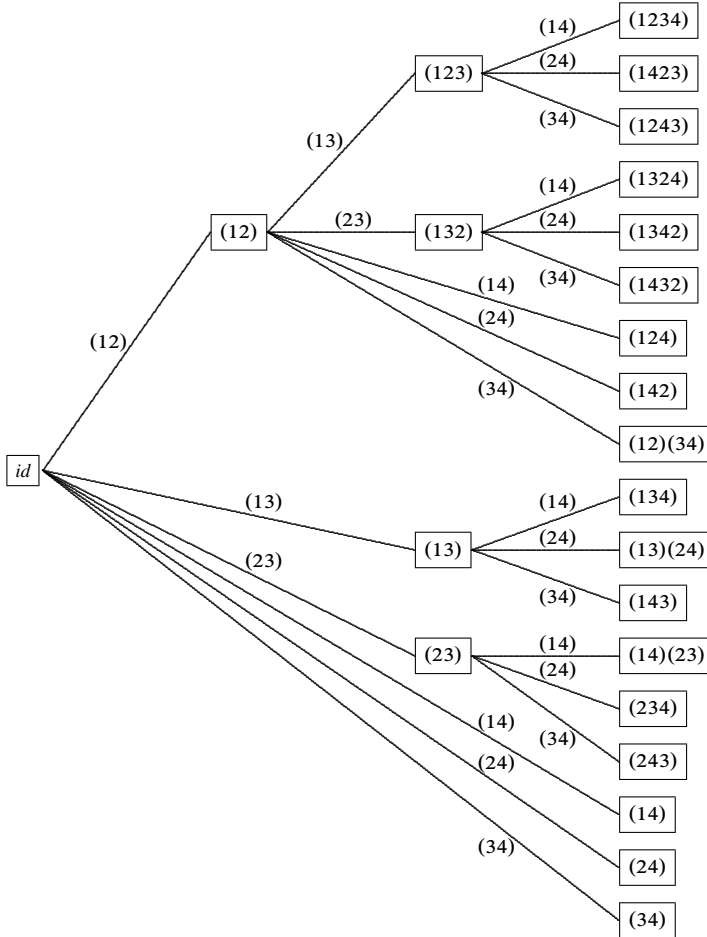 (14) (1234)
(123) (24) (1423)
(34) (1243)
(13)
(14) (1324)
(12) (23) (132) (24) (1342)
(34) (1432)
(14)
(12) (24) (124)
(34) (142)
(12)(34)
id
(13) (14) (134)
(13) (24) (13)(24)
(23) (34) (143)
(23) (14) (14)(23)
(24) (234)
(14) (34) (243)
(24) (14)
(34) (24)
(34)